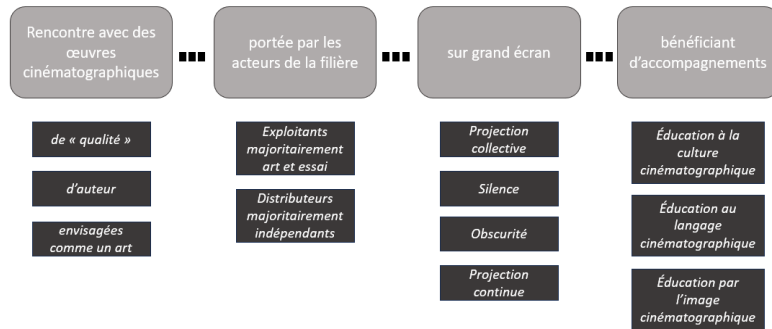 Rencontre avec des
œuvres
cinématographiques
portée par les
acteurs de la filière
sur grand écran
bénéficiant
d’accompagnements
de « qualité »
d’auteur
envisagées
comme un art
Exploitants
majoritairement
art et essai
Distributeurs
majoritairement
indépendants
Projection
collective
Silence
Obscurité
Projection
continue
Éducation à la
culture
cinématographique
Éducation au
langage
cinématographique
Éducation par
l’image
cinématographique